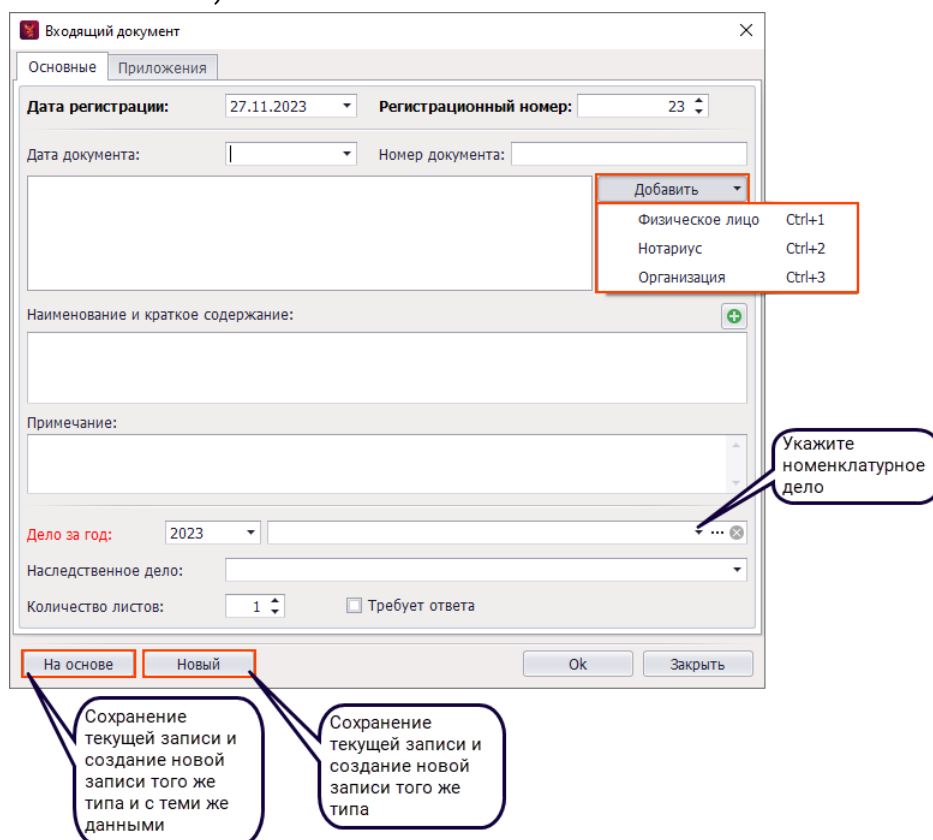 Входящий документ
Основные Приложения
Дата регистрации: 27.11.2023 Регистрационный номер: 23
Дата документа: Номер документа:
Добавить
Физическое лицо Ctrl+1
Нотариус Ctrl+2
Организация Ctrl+3
Наименование и краткое содержание:
Примечание:
Укажите
номенклатурное
дело
Дело за год: 2023
Наследственное дело:
Количество листов: 1 Требует ответа
На основе Новый Ok Закрыть
Сохранение
текущей записи и
создание новой
записи того же
типа и с теми же
данными
Сохранение
текущей записи и
создание новой
записи того же
типа